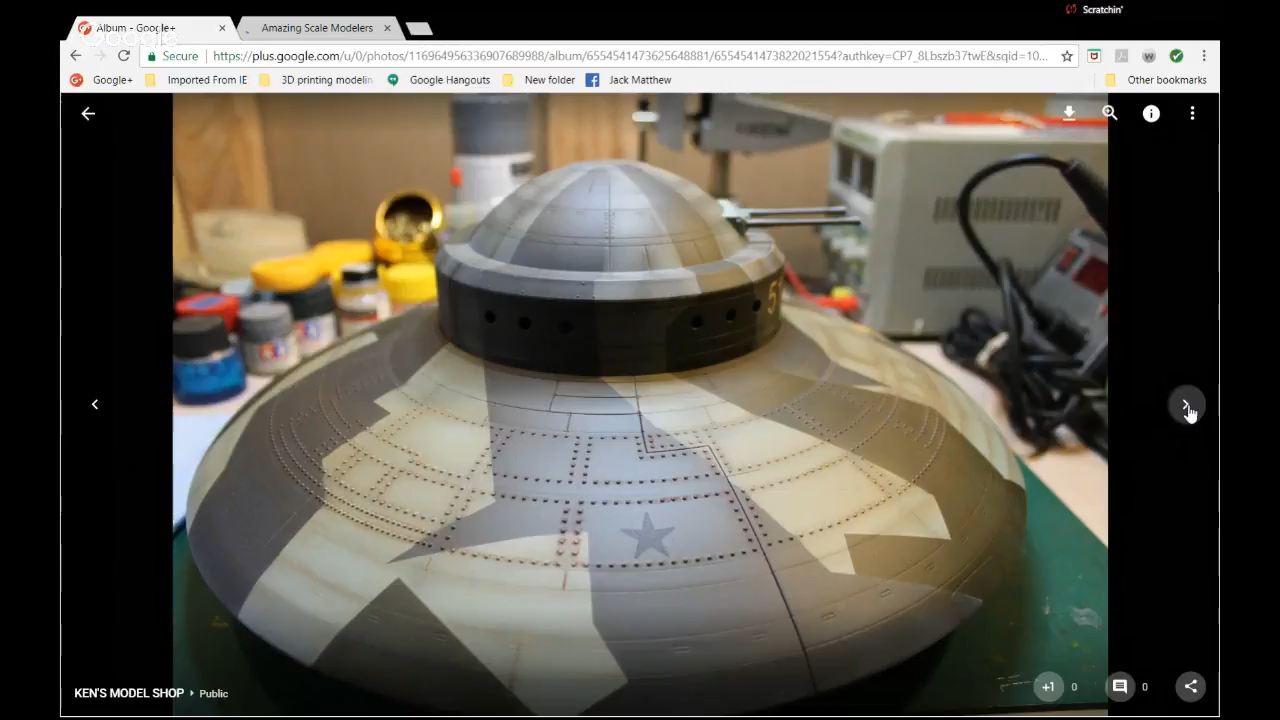 Scratchin'
Album - Google+
Amazing Scale Modelers
Google
Secure
https://plus.google.com/u/0/photos/116964956336907689988/album/6554541473625648881/6554541473822021554?authkey=CP7_8Lbszb37twE&sqid=10...
Google+
Imported From IE
3D printing modelin
Google Hangouts
New folder
Jack Matthew
Other bookmarks
5
KEN'S MODEL SHOP
Public
+1
0
0